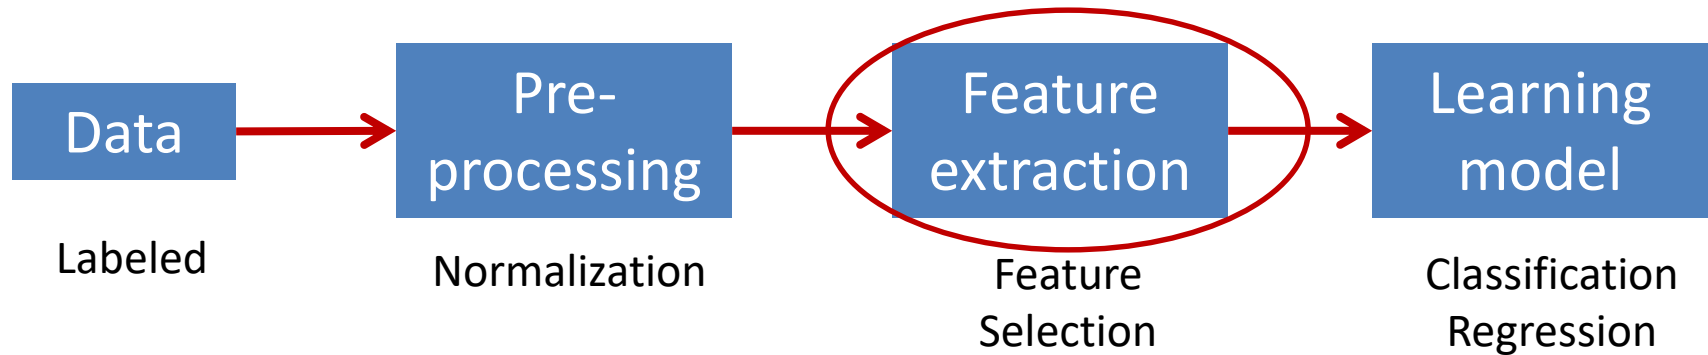 Data
Labeled
Pre-
processing
Normalization
Feature
extraction
Feature
Selection
Learning
model
Classification
Regression